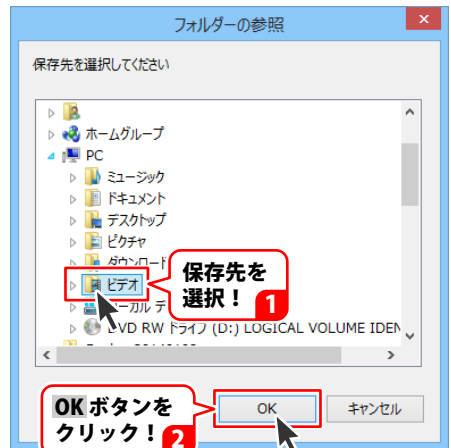 フォルダーの参照
保存先を選択してください
ホームグループ
PC
ミュージック
ドキュメント
デスクトップ
ピクチャ
ダウンロード
ビデオ
保存先を
選択！
1
DVD RW ドライブ (D:) LOGICAL VOLUME IDEN
OKボタンを
クリック！
2
OK
キャンセル